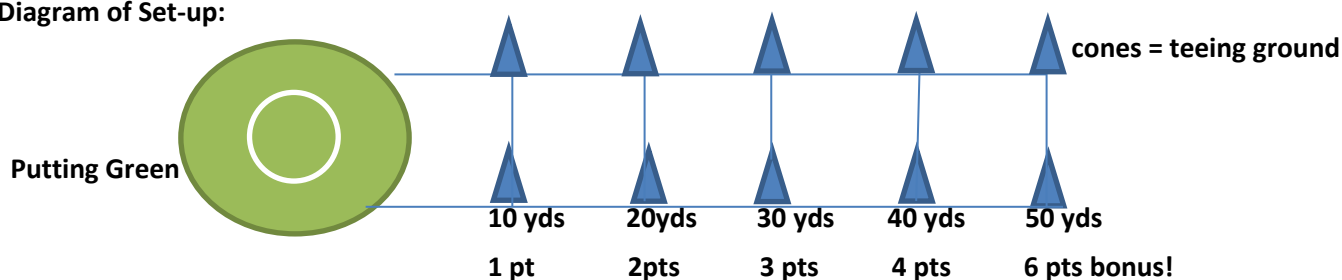 Diagram of Set-up:
cones = teeing ground
Putting Green
10 yds 20yds 30 yds 40 yds 50 yds
1 pt 2pts 3 pts 4 pts 6 pts bonus!